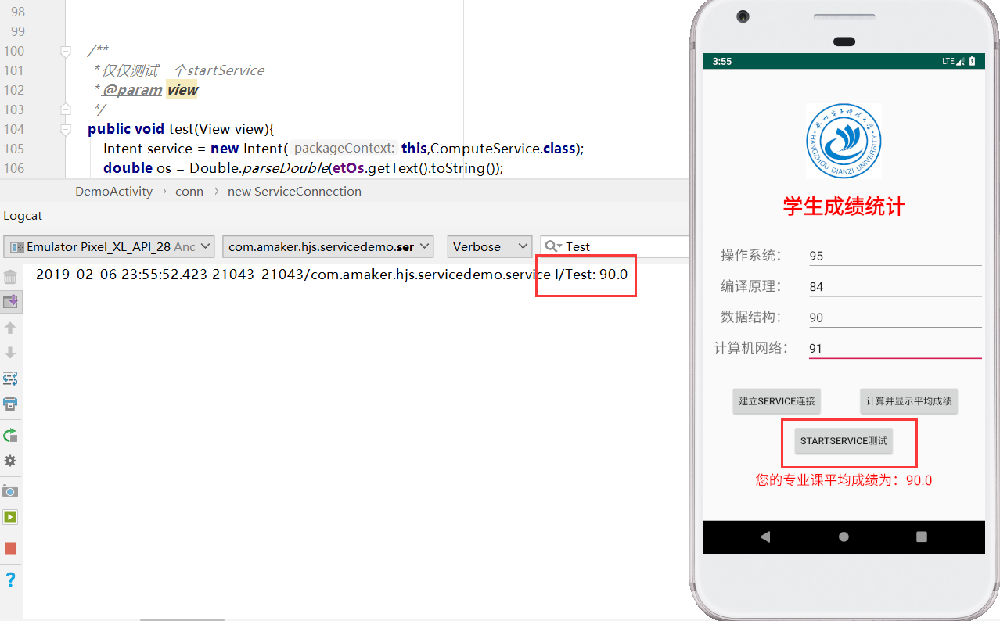 98
99
100 /**
101 * 仅仅测试一个startService
102 * @param view
103 */
104 public void test(View view){
105 Intent service = new Intent( packageContext: this,ComputeService.class);
106 double os = Double.parseDouble(etOs.getText().toString());
DemoActivity › conn › new ServiceConnection
Logcat
Emulator Pixel_XL_API_28 Anc
com.amaker.hjs.servicedemo.ser
Verbose
Test
2019-02-06 23:55:52.423 21043-21043/com.amaker.hjs.servicedemo.service I/Test: 90.0
?
3:55 LTE
杭州电子科技大学
HANGZHOU DIANZI UNIVERSITY
学生成绩统计
操作系统： 95
编译原理： 84
数据结构： 90
计算机网络： 91
建立SERVICE连接 计算并显示平均成绩
STARTSERVICE测试
您的专业课平均成绩为：90.0